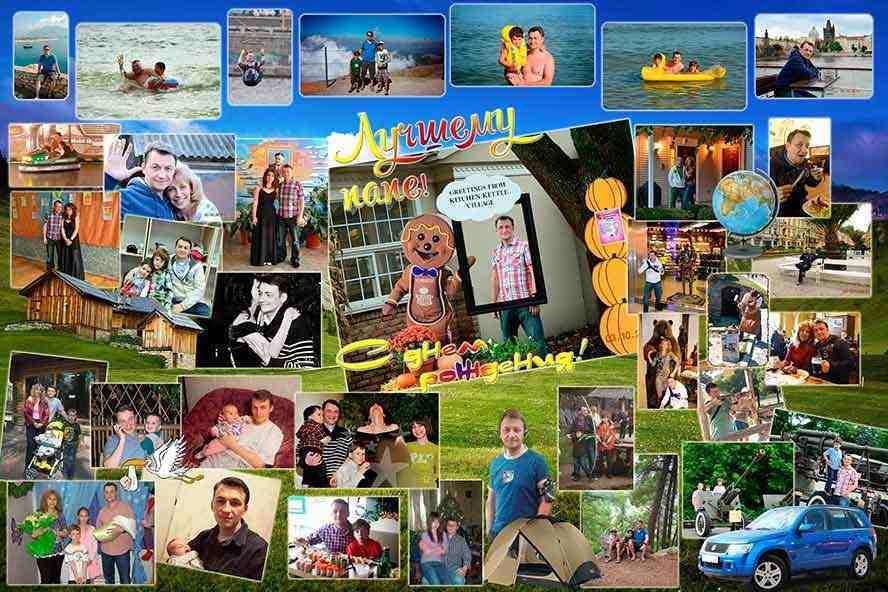 Лучшему
папе!
GREETINGS FROM
KITCHEN KETTLE
VILLAGE
С днем
рождения!